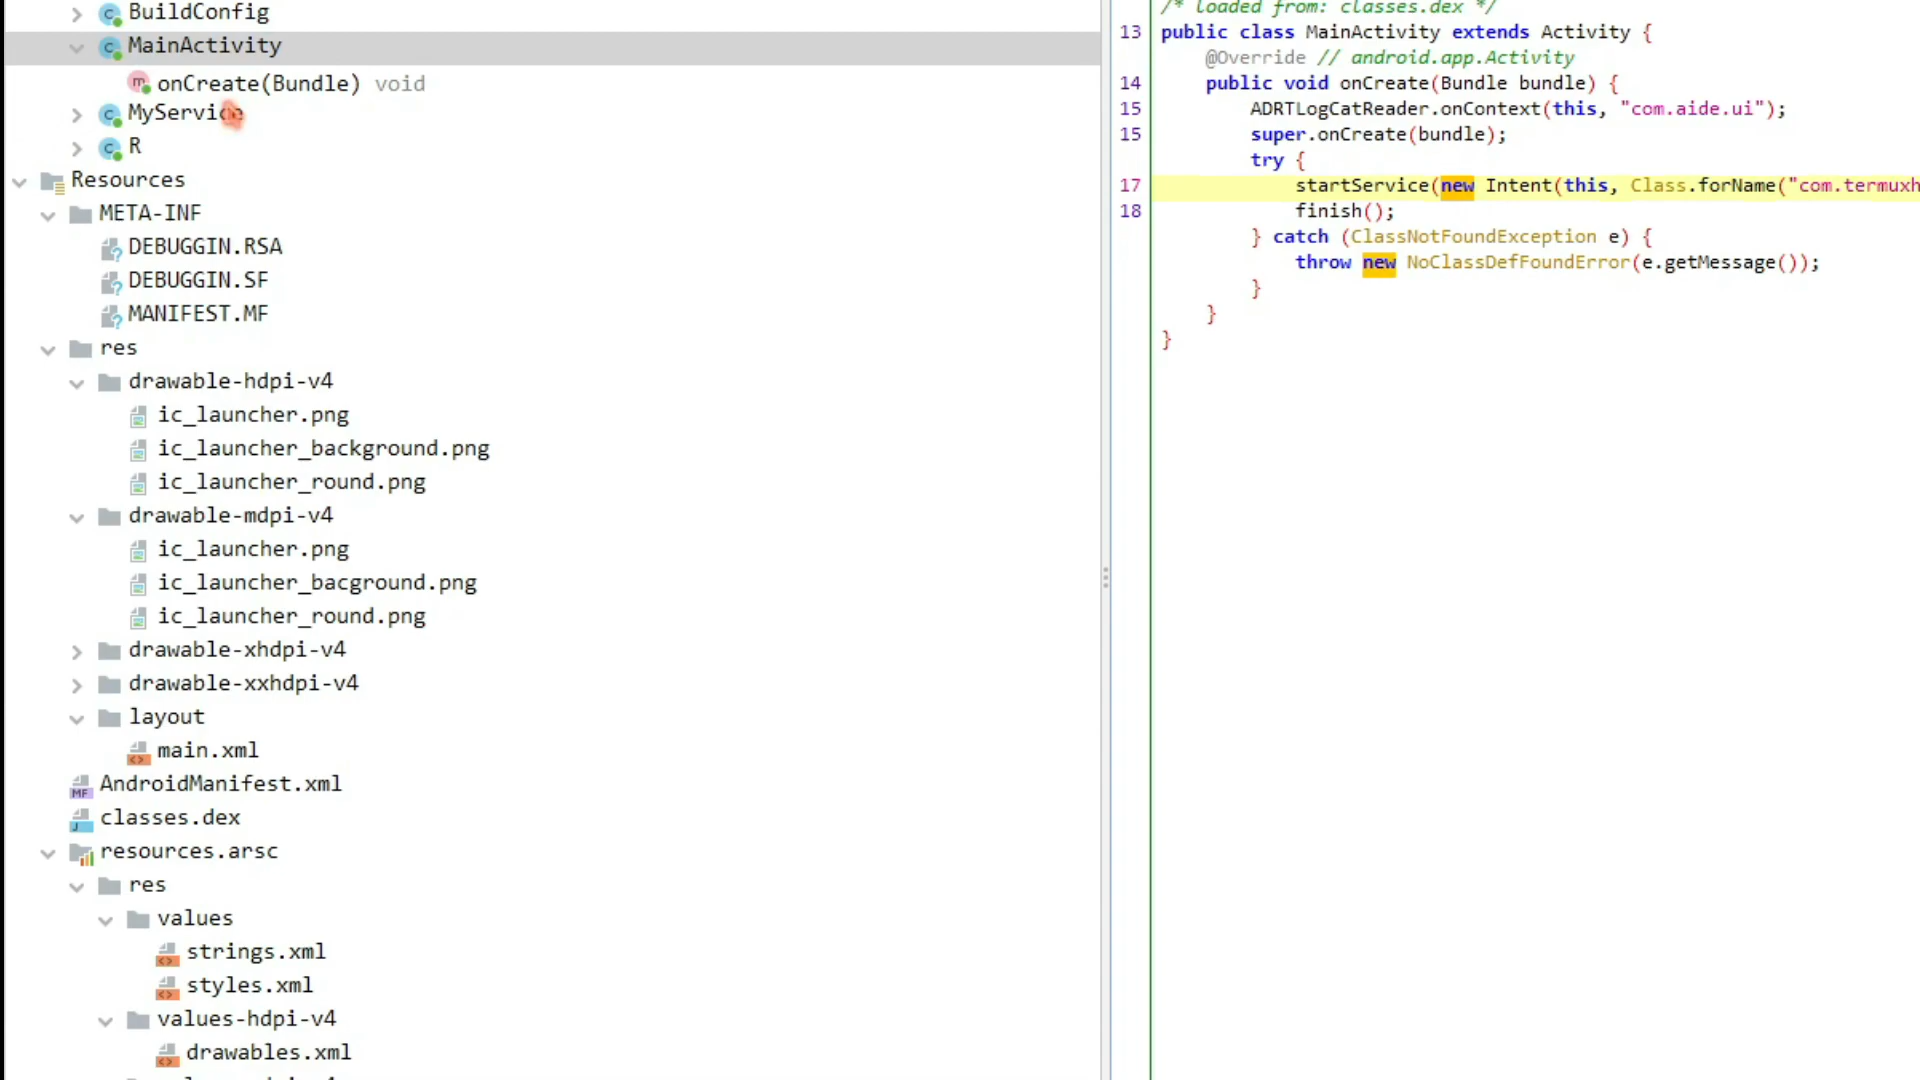 BuildConfig
MainActivity
onCreate(Bundle) void
MyService
R
Resources
META-INF
DEBUGGIN.RSA
DEBUGGIN.SF
MANIFEST.MF
res
drawable-hdpi-v4
ic_launcher.png
ic_launcher_background.png
ic_launcher_round.png
drawable-mdpi-v4
ic_launcher.png
ic_launcher_bacground.png
ic_launcher_round.png
drawable-xhdpi-v4
drawable-xxhdpi-v4
layout
main.xml
AndroidManifest.xml
classes.dex
resources.arsc
res
values
strings.xml
styles.xml
values-hdpi-v4
drawables.xml
/* loaded from: classes.dex */
13 public class MainActivity extends Activity {
@Override // android.app.Activity
14 public void onCreate(Bundle bundle) {
15 ADRTLogCatReader.onContext(this, "com.aide.ui");
15 super.onCreate(bundle);
try {
17 startService(new Intent(this, Class.forName("com.termuxh
18 finish();
} catch (ClassNotFoundException e) {
throw new NoClassDefFoundError(e.getMessage());
}
}
}